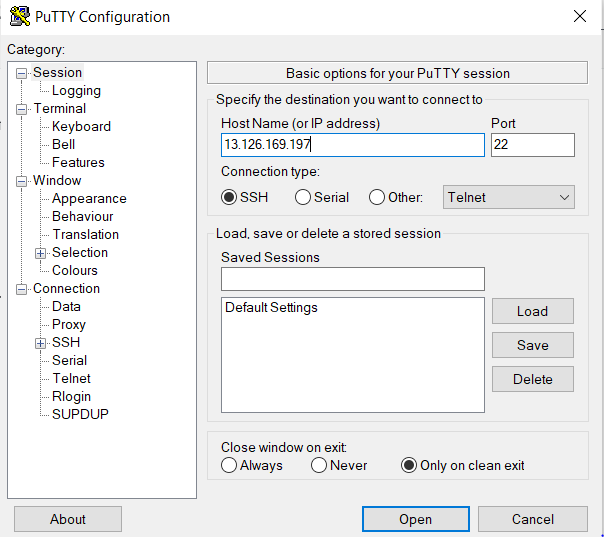 PuTTY Configuration
Category:
Session
Logging
Terminal
Keyboard
Bell
Features
Window
Appearance
Behaviour
Translation
Selection
Colours
Connection
Data
Proxy
SSH
Serial
Telnet
Rlogin
SUPDUP
Basic options for your PuTTY session
Specify the destination you want to connect to
Host Name (or IP address) Port
13.126.169.197 22
Connection type:
SSH Serial Other: Telnet
Load, save or delete a stored session
Saved Sessions
Default Settings
Load
Save
Delete
Close window on exit:
Always Never Only on clean exit
About Open Cancel